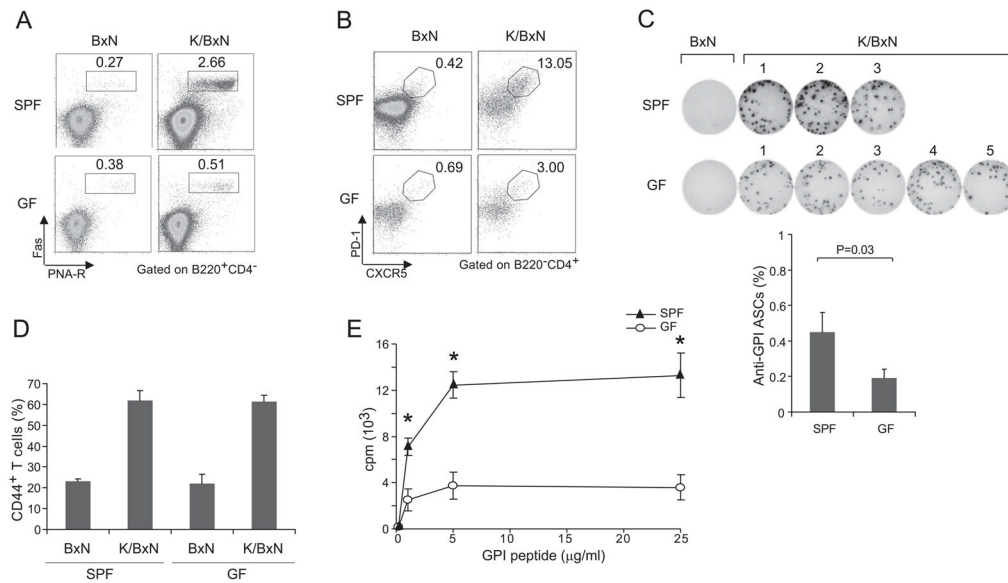 A
BxN K/BxN
SPF 0.27 2.66
GF 0.38 0.51
Fas
PNA-R Gated on B220+CD4-
B
BxN K/BxN
SPF 0.42 13.05
GF 0.69 3.00
PD-1
CXCR5 Gated on B220-CD4+
C
BxN K/BxN
1 2 3
SPF
1 2 3 4 5
GF
Anti-GPI ASCs (%)
1
0.8
0.6
0.4
0.2
0
P=0.03
SPF GF
D
CD44+ T cells (%)
70
60
50
40
30
20
10
0
BxN K/BxN BxN K/BxN
SPF GF
E
SPF
GF
cpm (103)
16
12
8
4
0
* * *
0 5 10 15 20 25
GPI peptide (µg/ml)